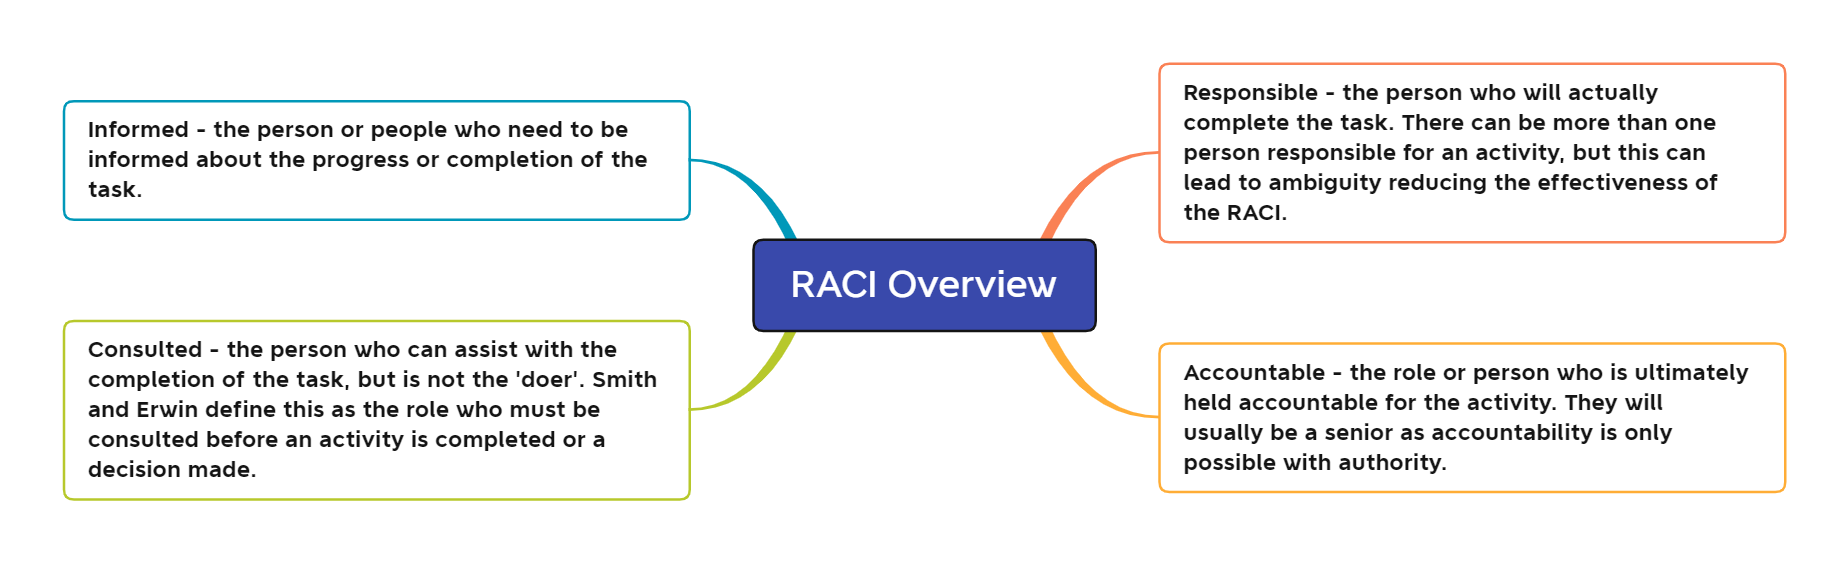 RACI Overview
Responsible - the person who will actually
complete the task. There can be more than one
person responsible for an activity, but this can
lead to ambiguity reducing the effectiveness of
the RACI.
Accountable - the role or person who is ultimately
held accountable for the activity. They will
usually be a senior as accountability is only
possible with authority.
Consulted - the person who can assist with the
completion of the task, but is not the 'doer'. Smith
and Erwin define this as the role who must be
consulted before an activity is completed or a
decision made.
Informed - the person or people who need to be
informed about the progress or completion of the
task.